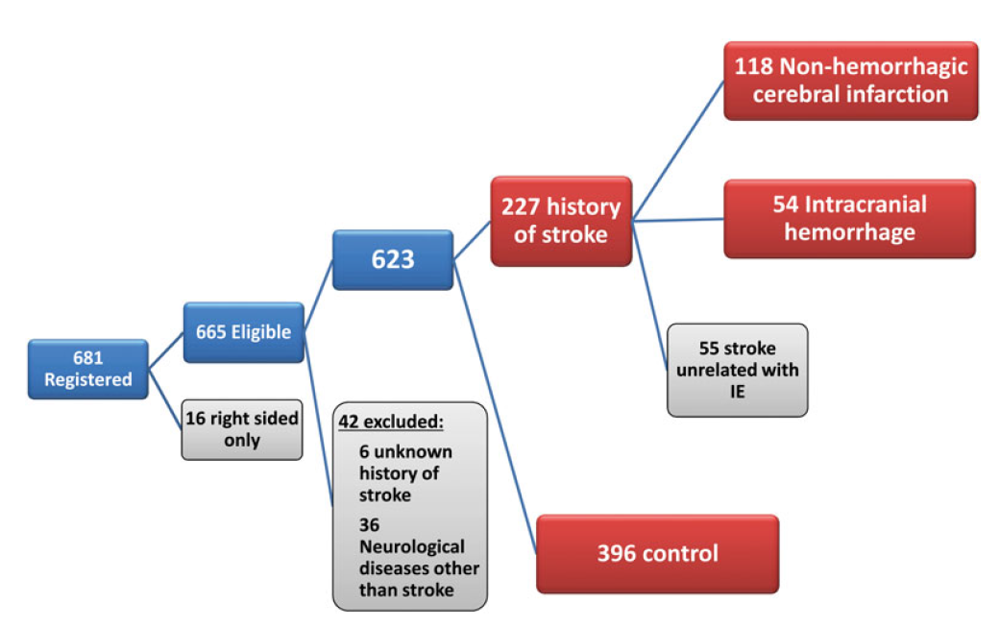 681
Registered
665 Eligible
16 right sided
only
623
42 excluded:
6 unknown
history of
stroke
36
Neurological
diseases other
than stroke
227 history
of stroke
396 control
118 Non-hemorrhagic
cerebral infarction
54 Intracranial
hemorrhage
55 stroke
unrelated with
IE